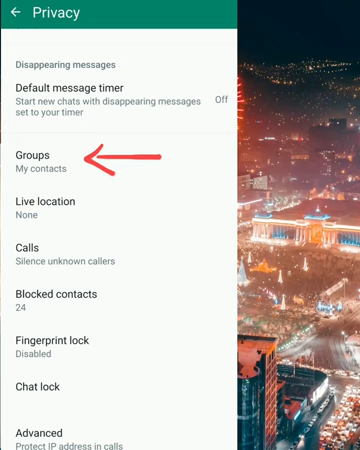 Privacy
Disappearing messages
Default message timer
Start new chats with disappearing messages
set to your timer
Off
Groups
My contacts
Live location
None
Calls
Silence unknown callers
Blocked contacts
24
Fingerprint lock
Disabled
Chat lock
Advanced
Protect IP address in calls